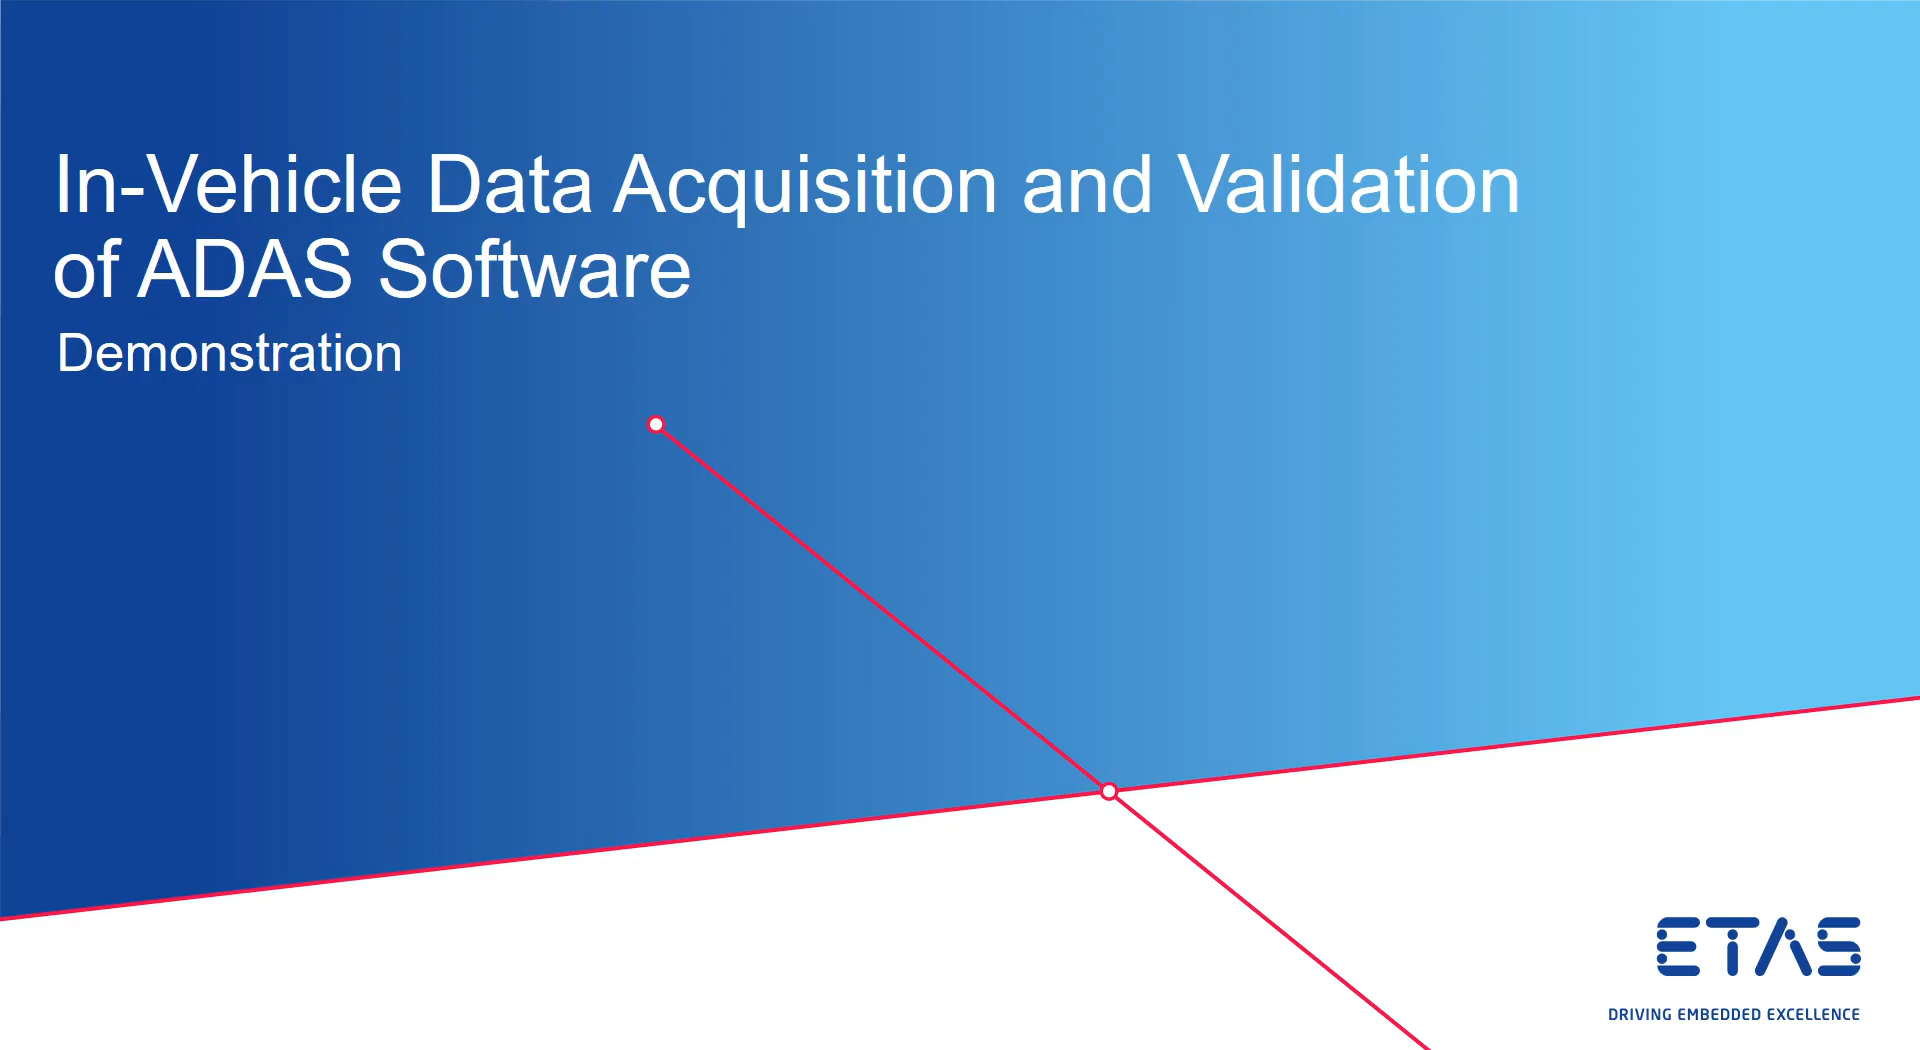 In-Vehicle Data Acquisition and Validation
of ADAS Software
Demonstration
ETAS
DRIVING EMBEDDED EXCELLENCE